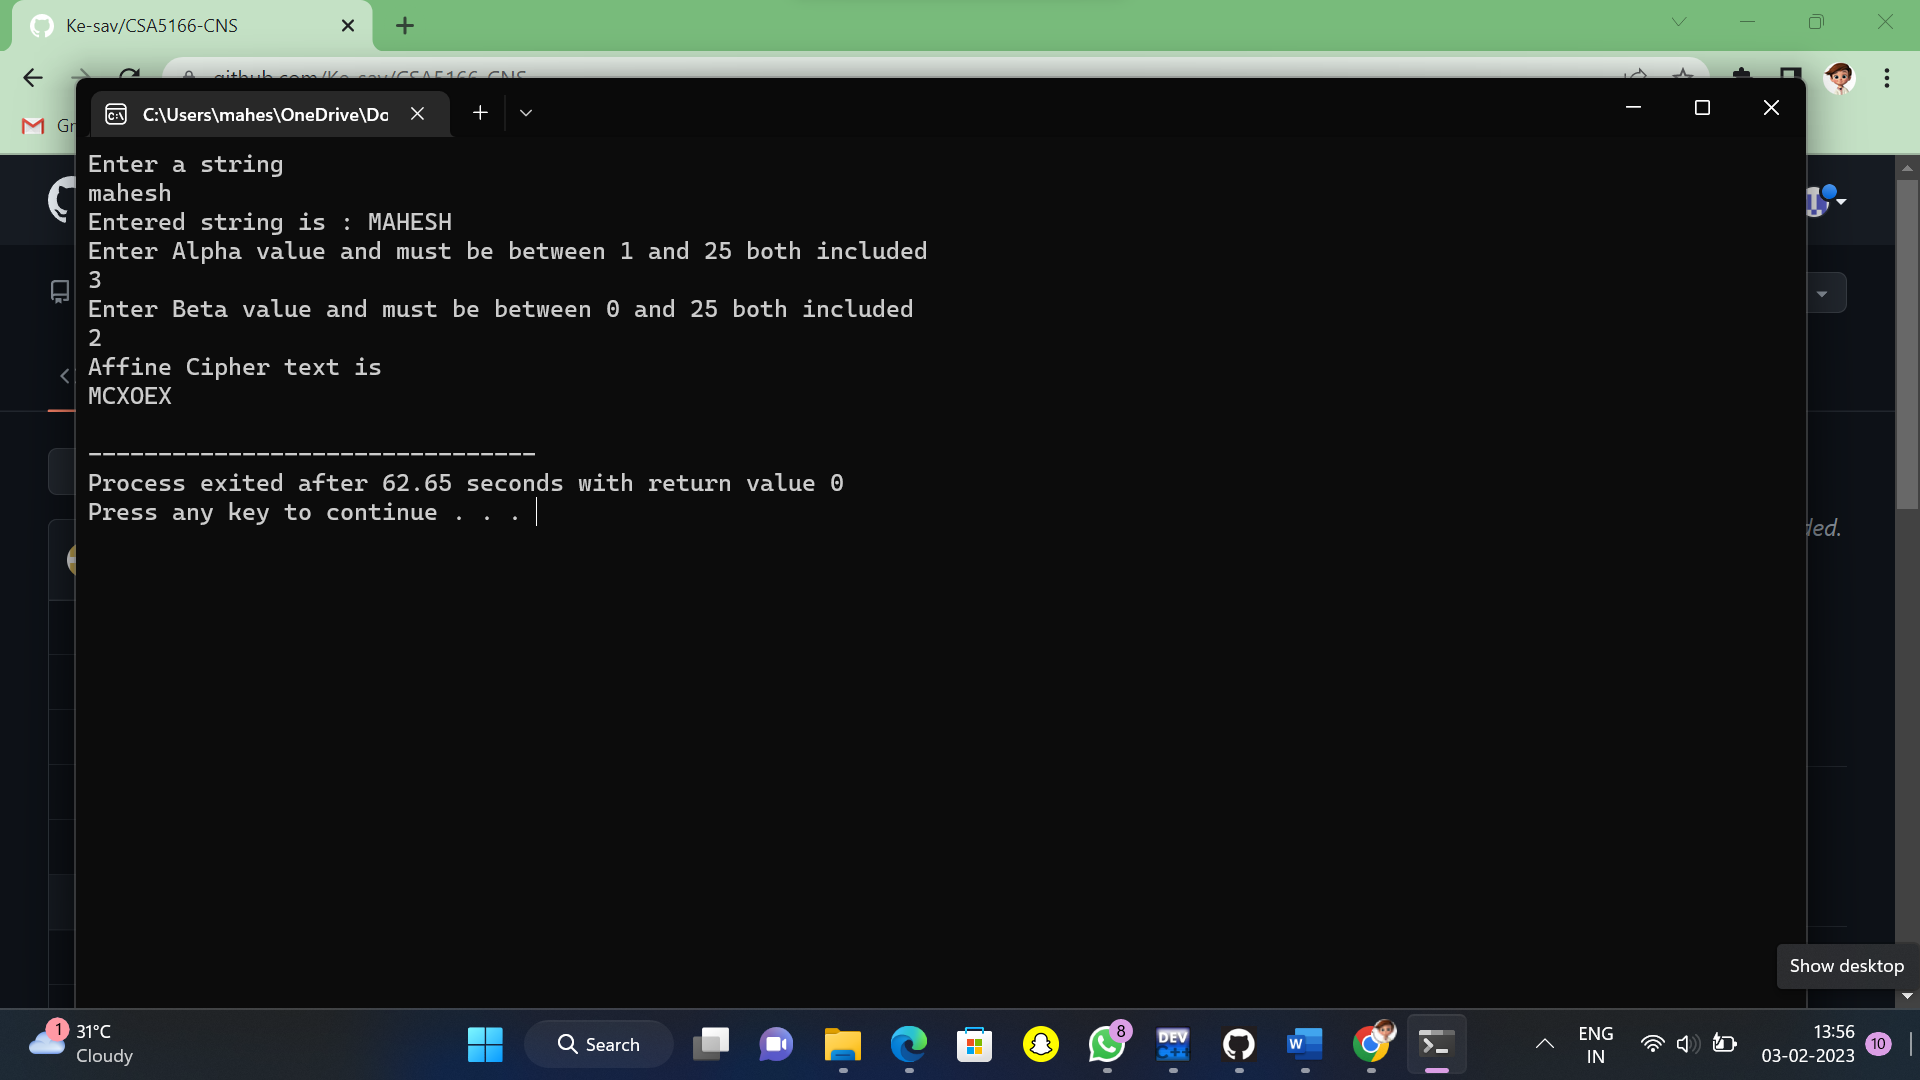 Ke-sav/CSA5166-CNS
github.com/Ke-sav/CSA5166-CNS
C:\Users\mahes\OneDrive\Do
Enter a string
mahesh
Entered string is : MAHESH
Enter Alpha value and must be between 1 and 25 both included
3
Enter Beta value and must be between 0 and 25 both included
2
Affine Cipher text is
MCXOEX
--------------------------------
Process exited after 62.65 seconds with return value 0
Press any key to continue . . .
ded.
Show desktop
1
31°C
Cloudy
Search
8
DEV
C++
ENG
IN
13:56
03-02-2023
10